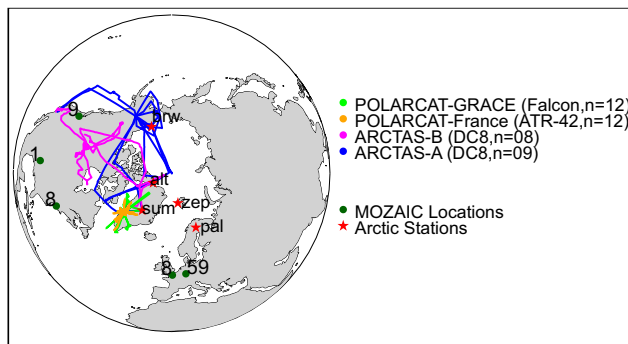 9
brw
POLARCAT-GRACE (Falcon,n=12)
POLARCAT-France (ATR-42,n=12)
ARCTAS-B (DC8,n=08)
ARCTAS-A (DC8,n=09)
1
alt
8
sum
zep
MOZAIC Locations
pal
Arctic Stations
8
59